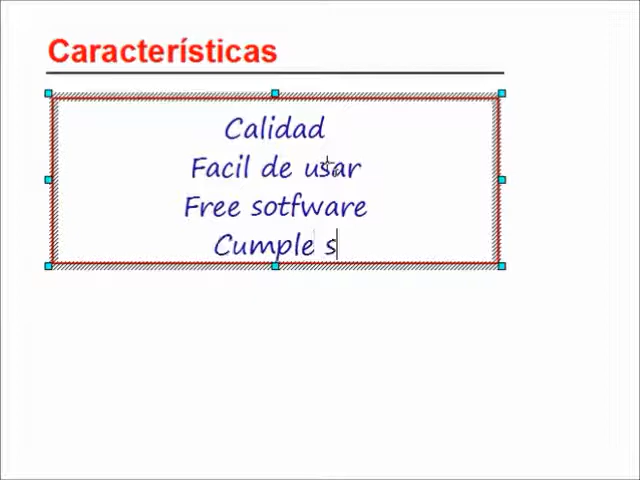 Características
Calidad
Facil de usar
Free sotfware
Cumple s